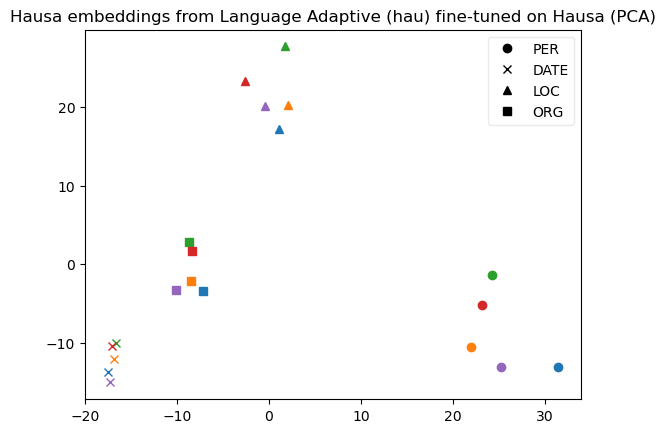 Hausa embeddings from Language Adaptive (hau) fine-tuned on Hausa (PCA)
PER
DATE
LOC
ORG
20
10
0
−10
−20
−10
0
10
20
30